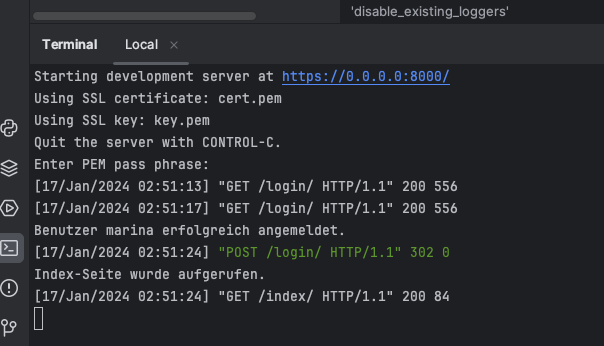 'disable_existing_loggers'
Terminal Local ×
Starting development server at https://0.0.0.0:8000/
Using SSL certificate: cert.pem
Using SSL key: key.pem
Quit the server with CONTROL-C.
Enter PEM pass phrase:
[17/Jan/2024 02:51:13] "GET /login/ HTTP/1.1" 200 556
[17/Jan/2024 02:51:17] "GET /login/ HTTP/1.1" 200 556
Benutzer marina erfolgreich angemeldet.
[17/Jan/2024 02:51:24] "POST /login/ HTTP/1.1" 302 0
Index-Seite wurde aufgerufen.
[17/Jan/2024 02:51:24] "GET /index/ HTTP/1.1" 200 84